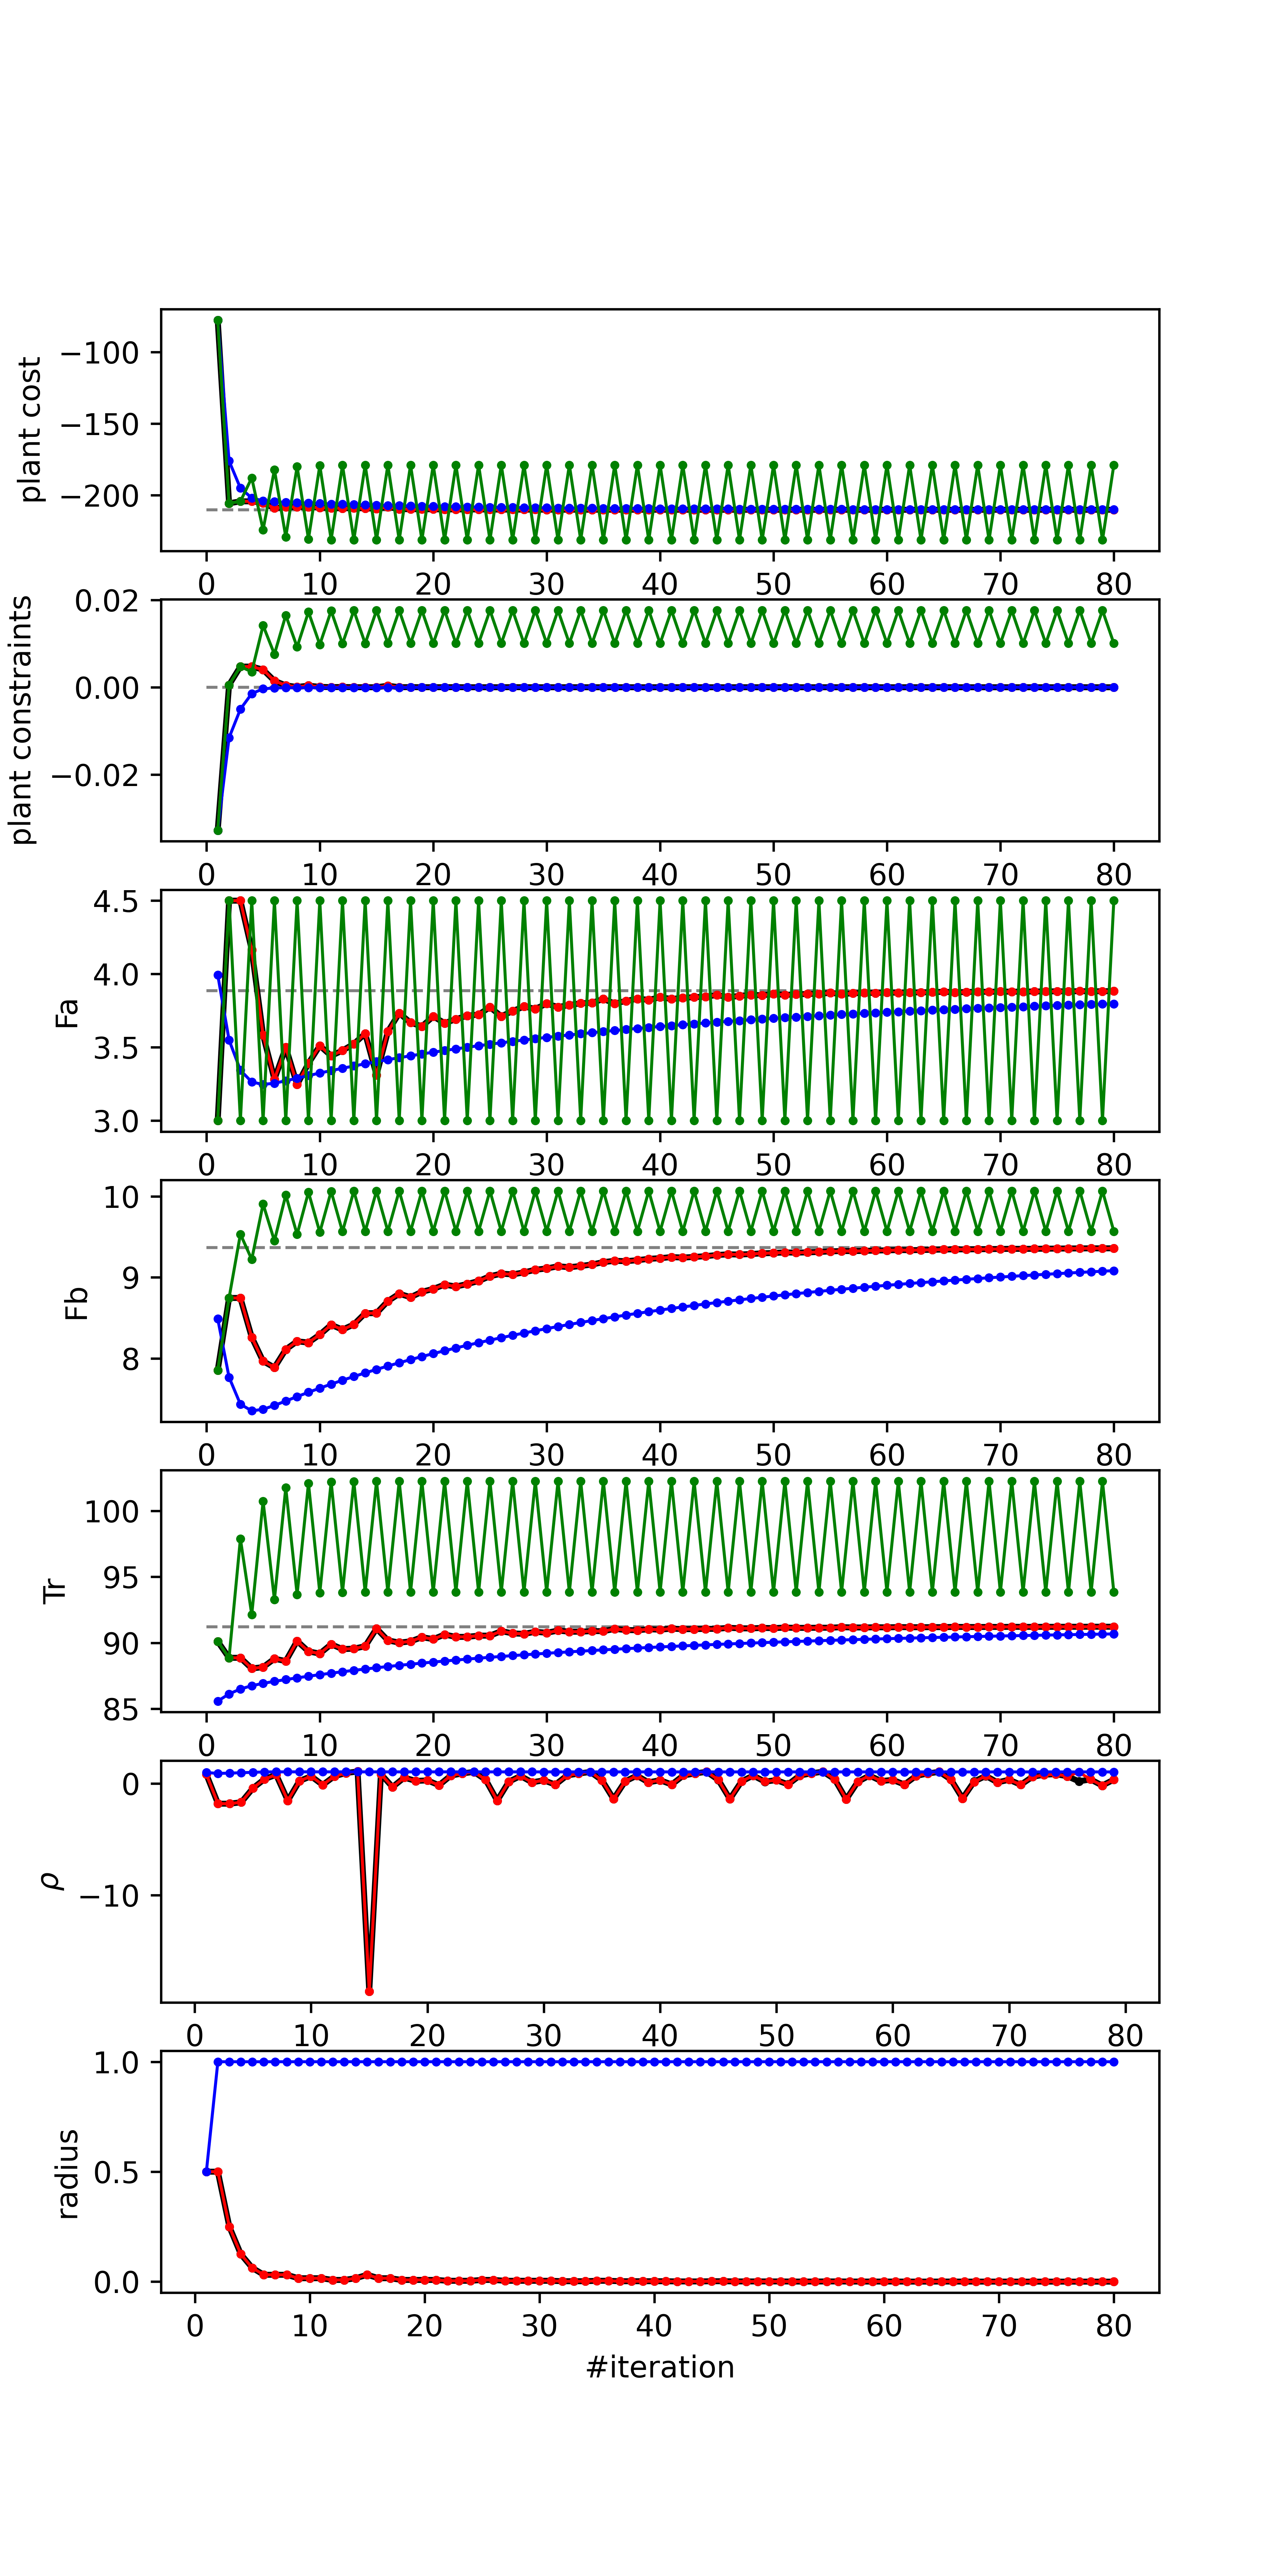 plant cost
−100
−150
−200
0 10 20 30 40 50 60 70 80
plant constraints
0.02
0.00
−0.02
0 10 20 30 40 50 60 70 80
Fa
4.5
4.0
3.5
3.0
0 10 20 30 40 50 60 70 80
Fb
10
9
8
0 10 20 30 40 50 60 70 80
Tr
100
95
90
85
0 10 20 30 40 50 60 70 80
ρ
0
−10
0 10 20 30 40 50 60 70 80
radius
1.0
0.5
0.0
0 10 20 30 40 50 60 70 80
#iteration